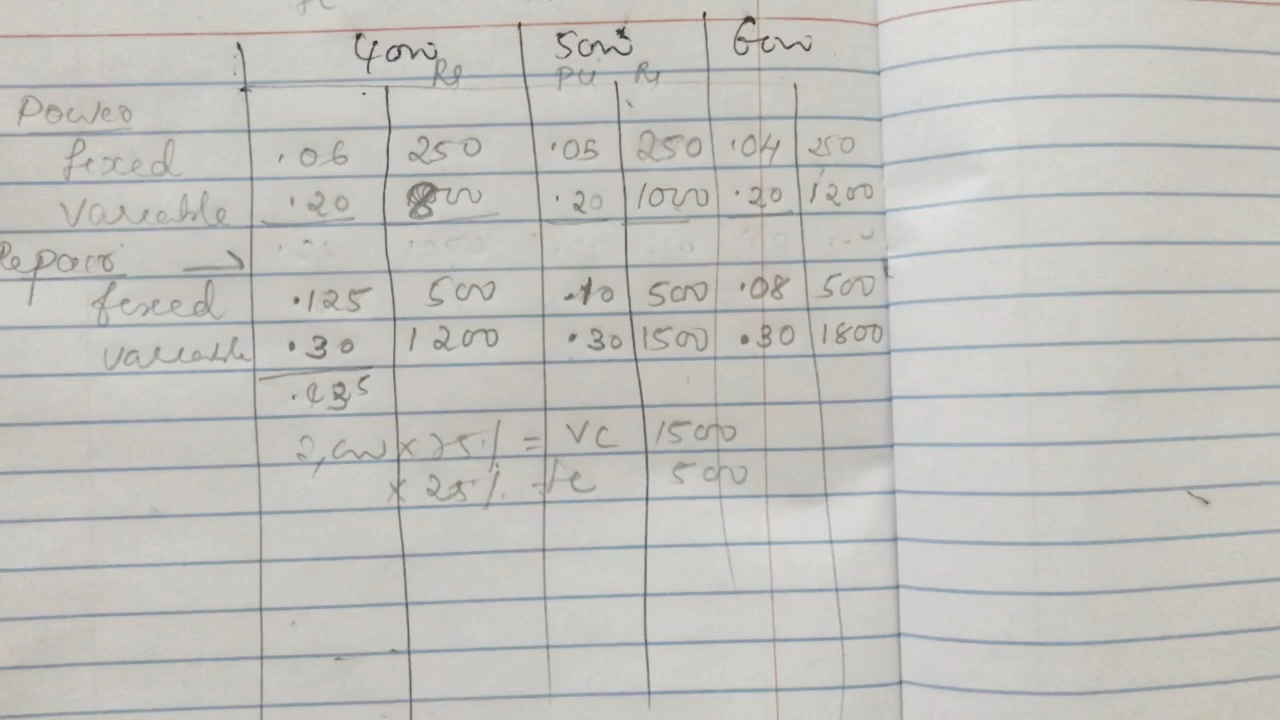 4000 5000 6000
Rs PU Rs
Power
fixed .06 250 .05 250 .04 250
variable .20 800 .20 1000 .20 1200
Repair →
fixed .125 500 .10 500 .08 500
variable .30 1200 .30 1500 .30 1800
2,000 × 75% = VC 1500
× 25% FC 500